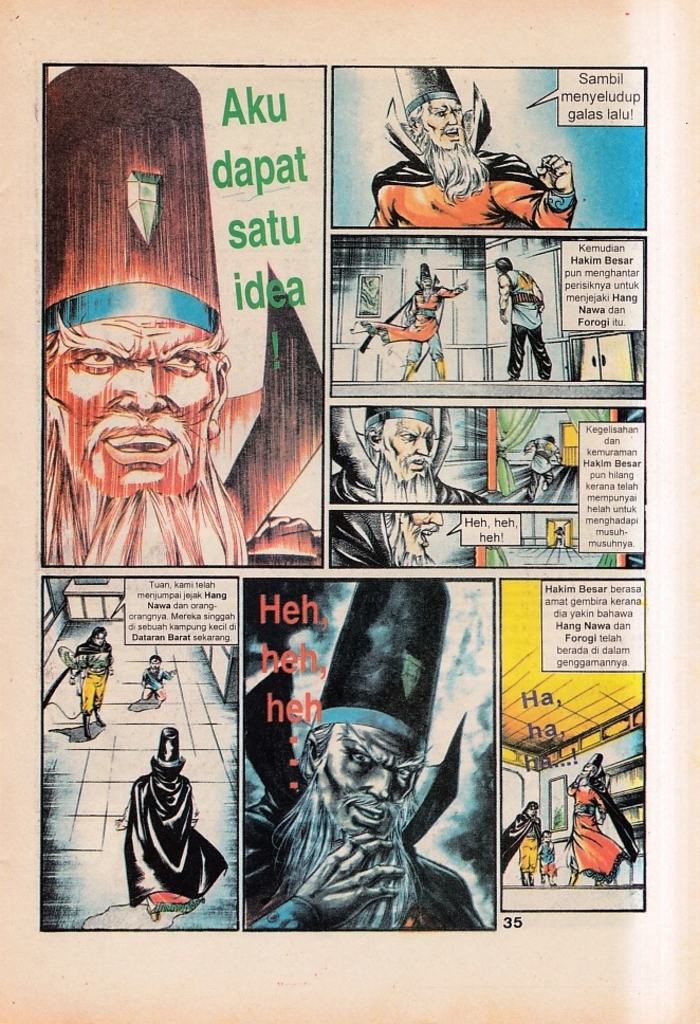 Aku
dapat
satu
idea
!
Sambil
menyeludup
galas lalu!
Kemudian
Hakim Besar
pun menghantar
perisiknya untuk
menjejaki Hang
Nawa dan
Forogi itu.
Kegelisahan
dan
kemuraman
Hakim Besar
pun hilang
kerana telah
mempunyai
helah untuk
menghadapi
musuh-
musuhnya.
Heh, heh,
heh!
Tuan, kami telah
menjumpai jejak Hang
Nawa dan orang-
orangnya. Mereka singgah
di sebuah kampung kecil di
Dataran Barat sekarang.
Heh,
heh,
heh
...
Hakim Besar berasa
amat gembira kerana
dia yakin bahawa
Hang Nawa dan
Forogi telah
berada di dalam
genggamannya.
Ha,
ha,
ha...!
35